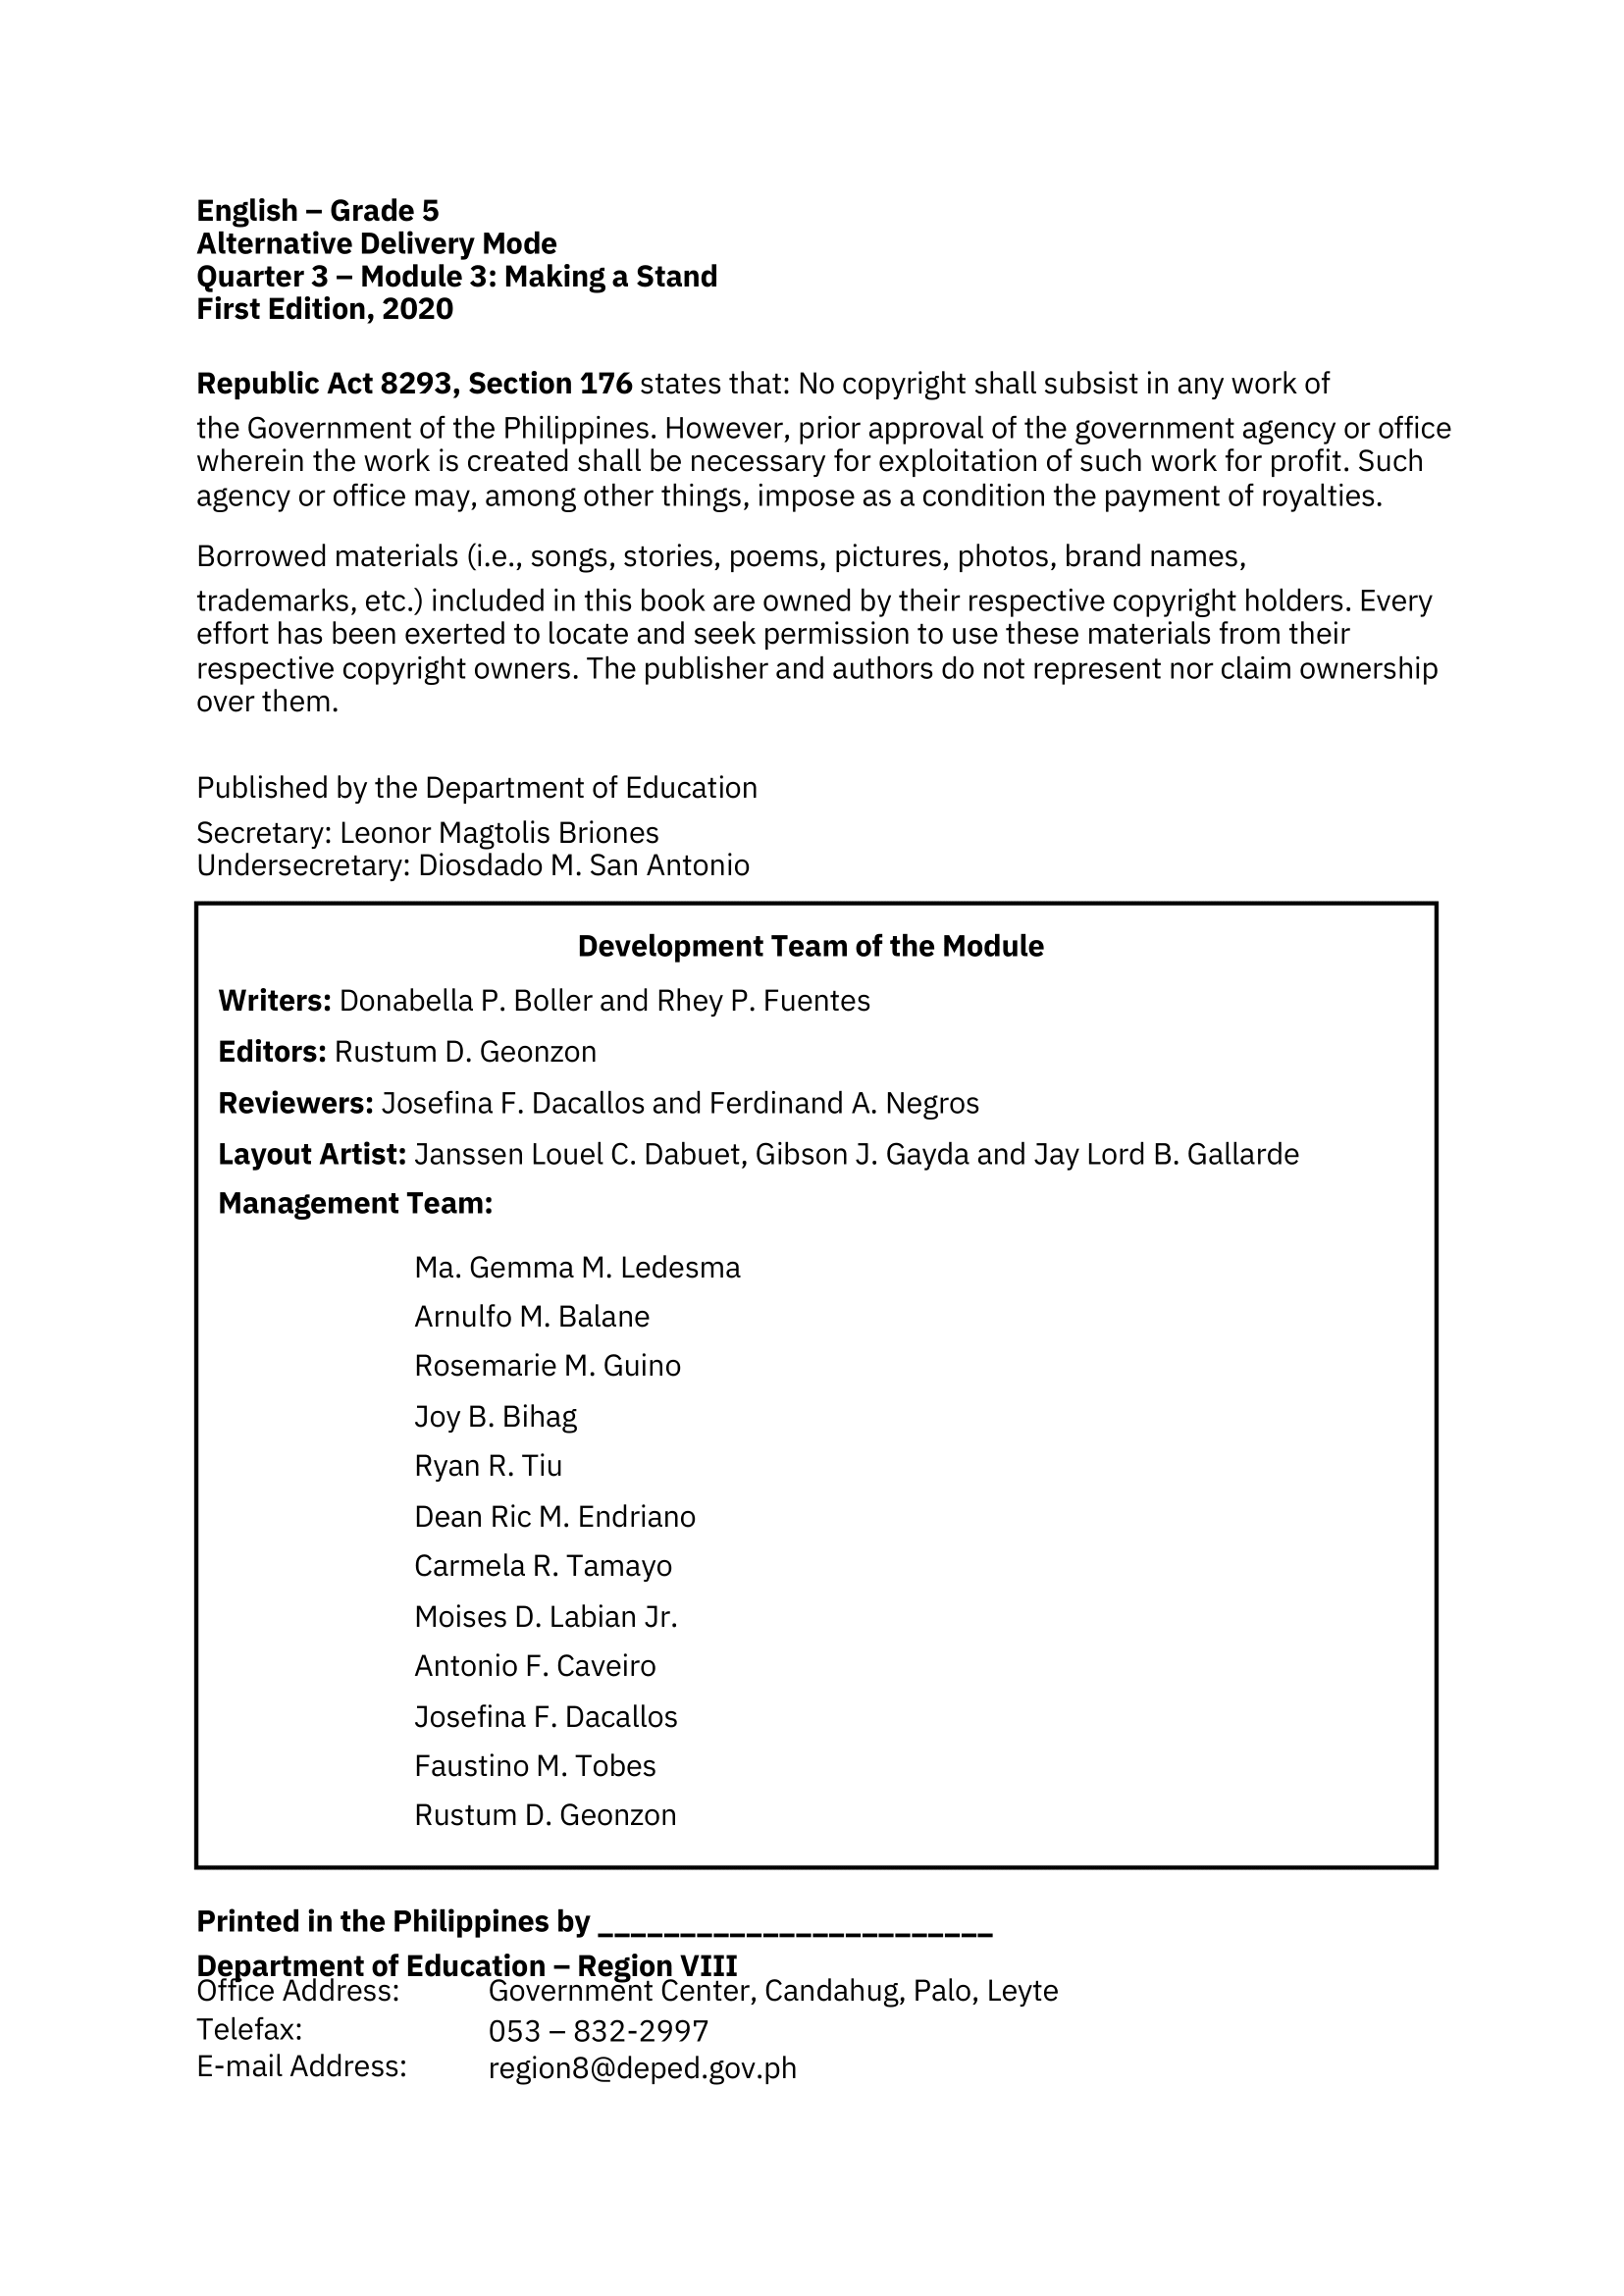 English – Grade 5
Alternative Delivery Mode
Quarter 3 – Module 3: Making a Stand
First Edition, 2020
Republic Act 8293, Section 176 states that: No copyright shall subsist in any work of
the Government of the Philippines. However, prior approval of the government agency or office
wherein the work is created shall be necessary for exploitation of such work for profit. Such
agency or office may, among other things, impose as a condition the payment of royalties.
Borrowed materials (i.e., songs, stories, poems, pictures, photos, brand names,
trademarks, etc.) included in this book are owned by their respective copyright holders. Every
effort has been exerted to locate and seek permission to use these materials from their
respective copyright owners. The publisher and authors do not represent nor claim ownership
over them.
Published by the Department of Education
Secretary: Leonor Magtolis Briones
Undersecretary: Diosdado M. San Antonio
Development Team of the Module
Writers: Donabella P. Boller and Rhey P. Fuentes
Editors: Rustum D. Geonzon
Reviewers: Josefina F. Dacallos and Ferdinand A. Negros
Layout Artist: Janssen Louel C. Dabuet, Gibson J. Gayda and Jay Lord B. Gallarde
Management Team:
Ma. Gemma M. Ledesma
Arnulfo M. Balane
Rosemarie M. Guino
Joy B. Bihag
Ryan R. Tiu
Dean Ric M. Endriano
Carmela R. Tamayo
Moises D. Labian Jr.
Antonio F. Caveiro
Josefina F. Dacallos
Faustino M. Tobes
Rustum D. Geonzon
Printed in the Philippines by ________________________
Department of Education – Region VIII
Office Address: Government Center, Candahug, Palo, Leyte
Telefax: 053 – 832-2997
E-mail Address: region8@deped.gov.ph